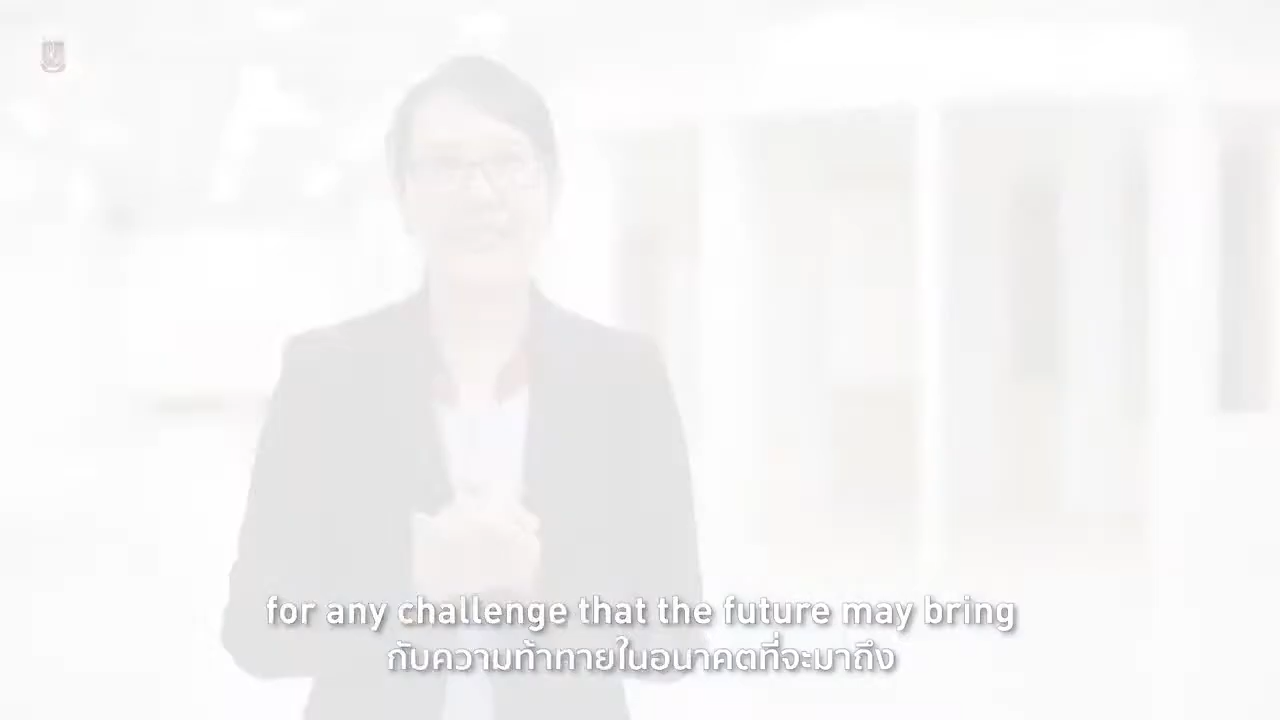 for any challenge that the future may bring
กับความท้าทายในอนาคตที่จะมาถึง